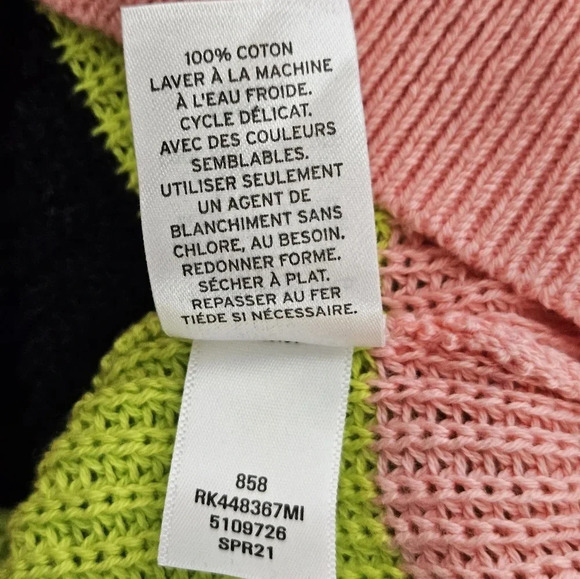 100% COTON
LAVER À LA MACHINE
À L'EAU FROIDE.
CYCLE DÉLICAT.
AVEC DES COULEURS
SEMBLABLES.
UTILISER SEULEMENT
UN AGENT DE
BLANCHIMENT SANS
CHLORE, AU BESOIN.
REDONNER FORME.
SÉCHER À PLAT.
REPASSER AU FER
TIÉDE SI NÉCESSAIRE.
858
RK448367MI
5109726
SPR21